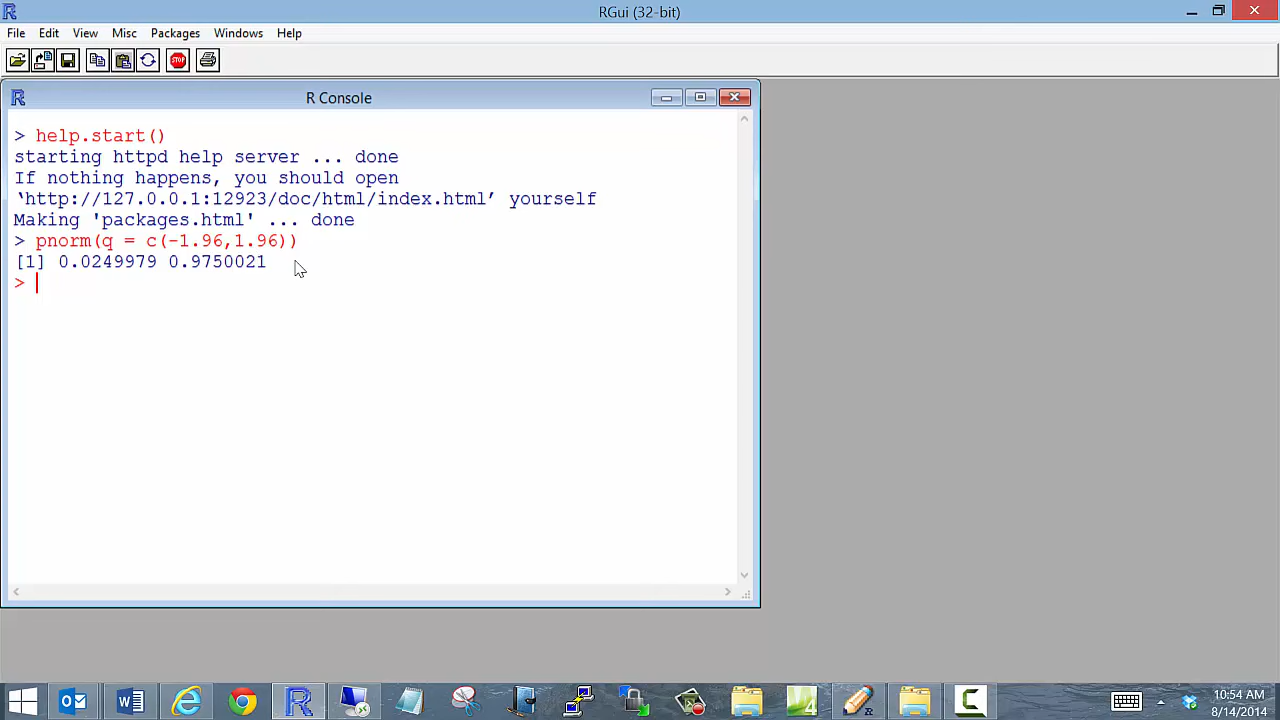 RGui (32-bit)
File Edit View Misc Packages Windows Help
STOP
R Console
> help.start()
starting httpd help server ... done
If nothing happens, you should open
‘http://127.0.0.1:12923/doc/html/index.html’ yourself
Making 'packages.html' ... done
> pnorm(q = c(-1.96,1.96))
[1] 0.0249979 0.9750021
>
10:54 AM
8/14/2014